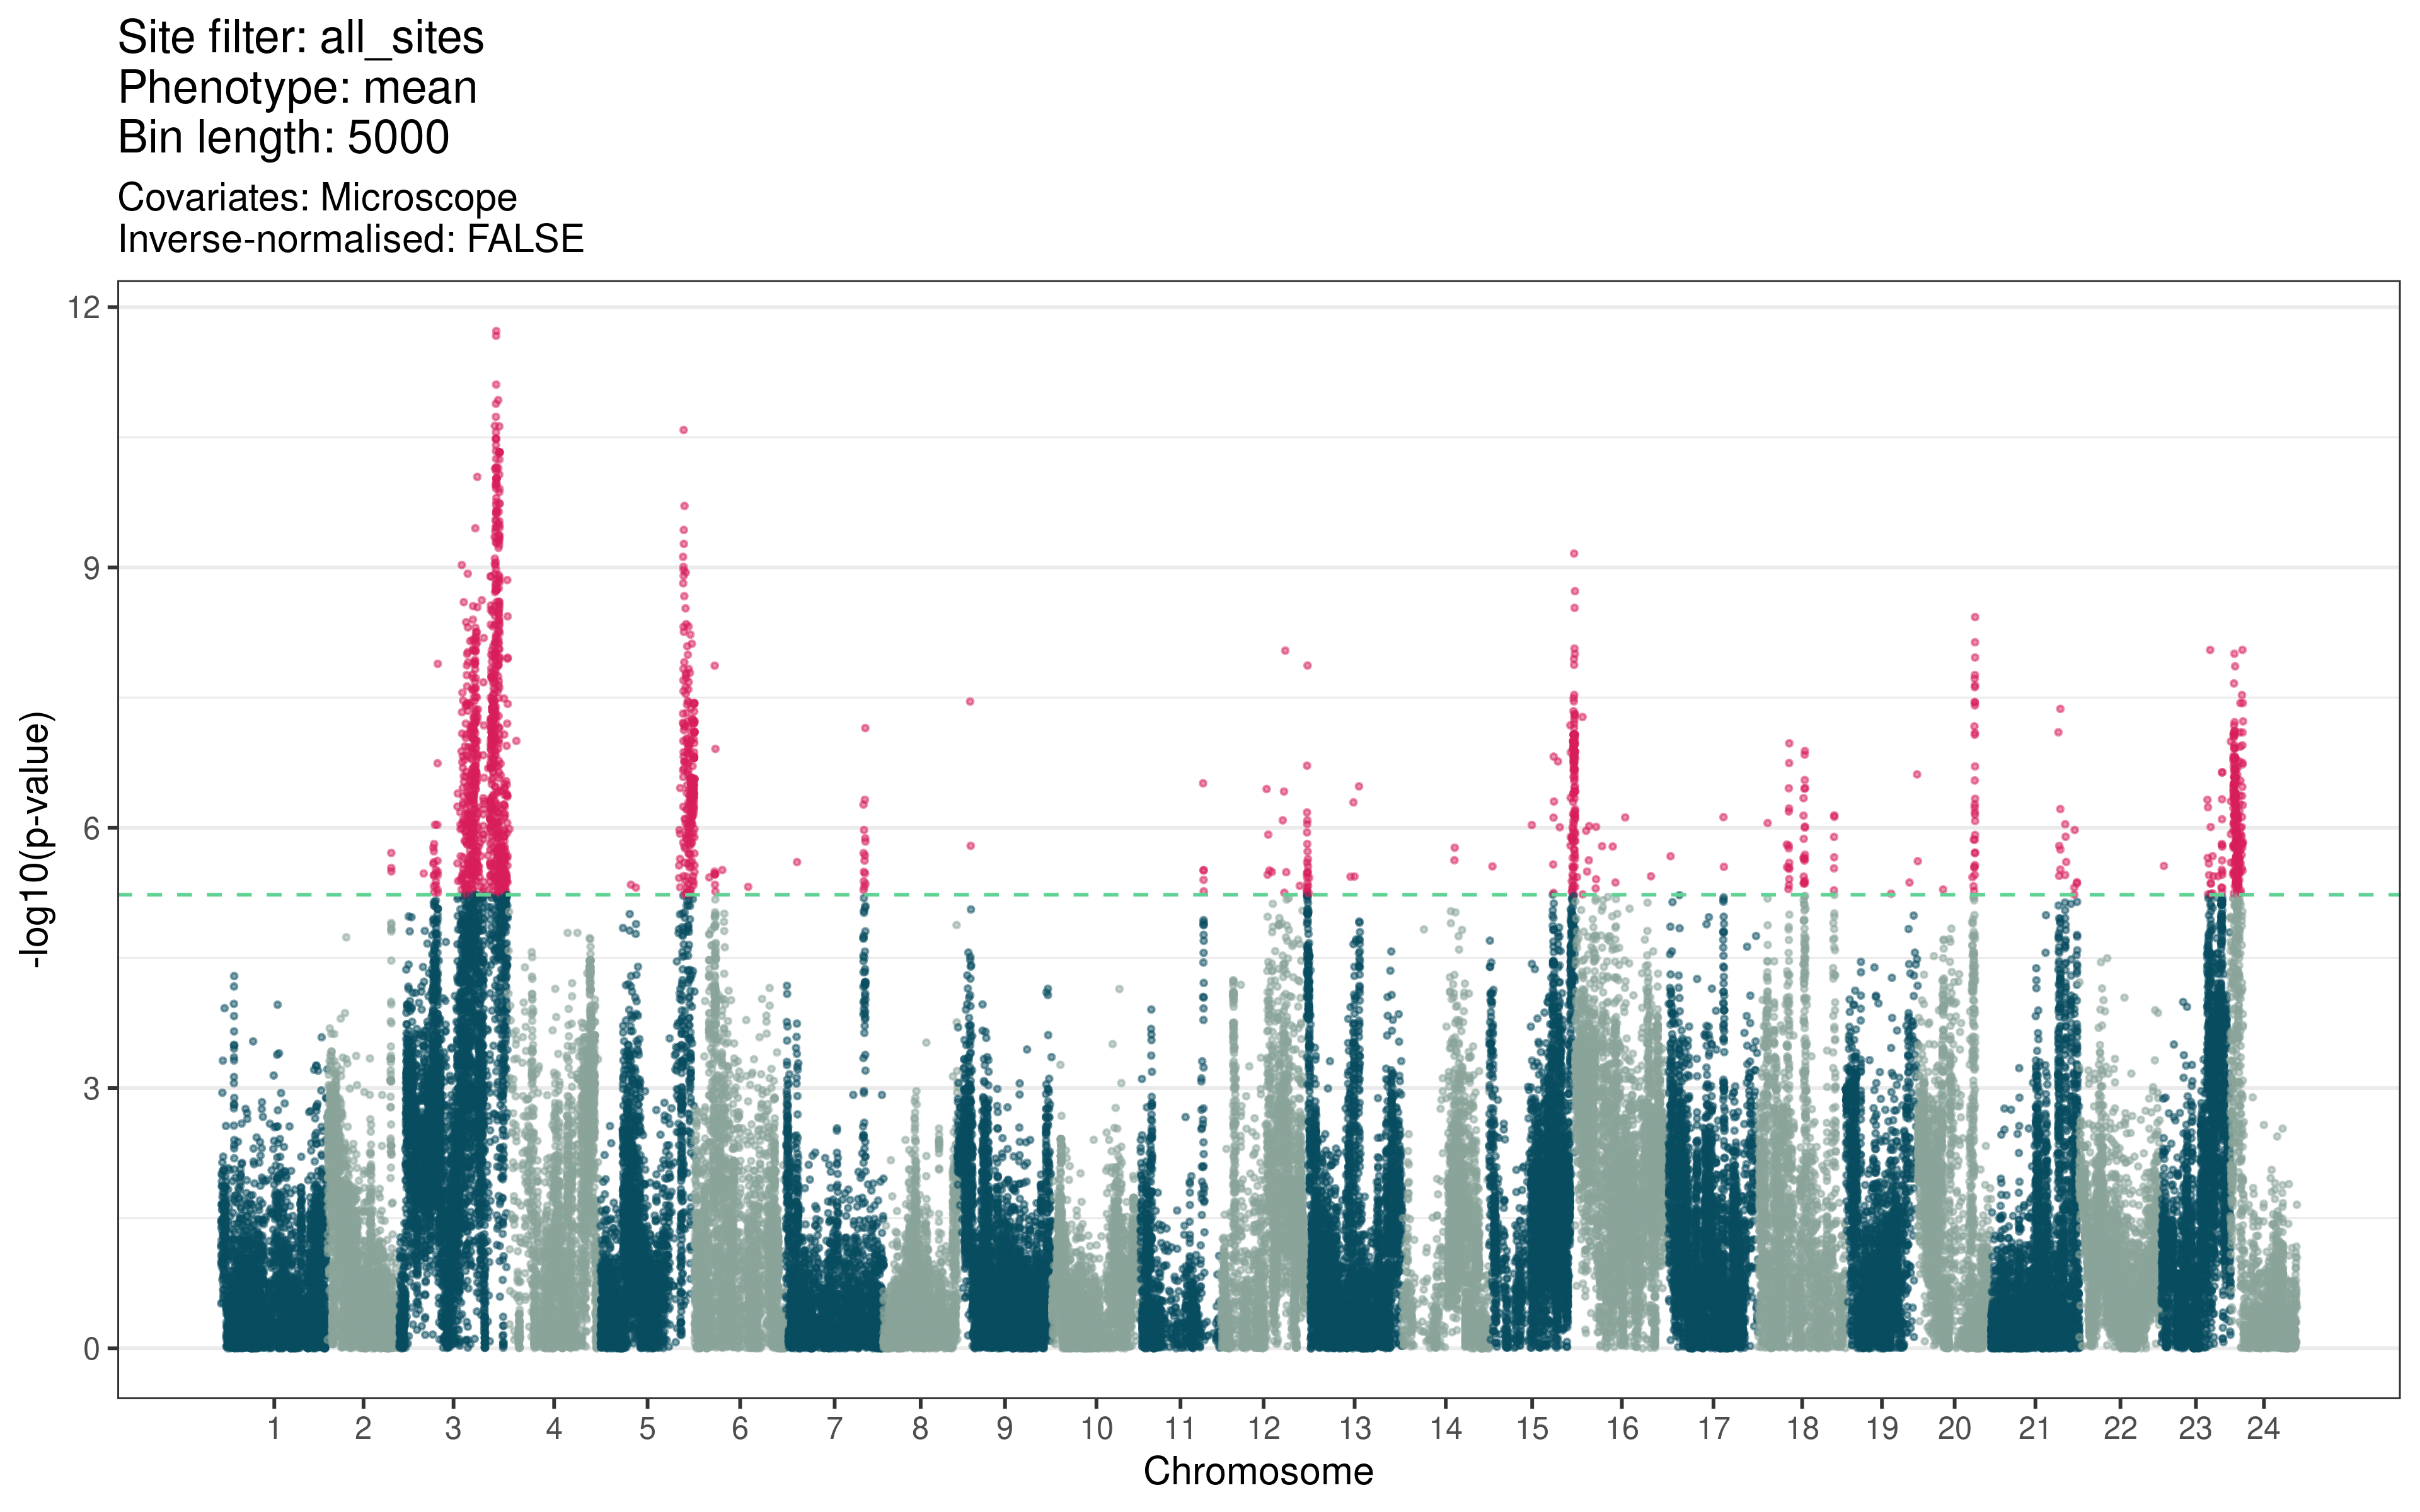 Site filter: all_sites
Phenotype: mean
Bin length: 5000
Covariates: Microscope
Inverse-normalised: FALSE
12
9
6
3
0
-log10(p-value)
1 2 3 4 5 6 7 8 9 10 11 12 13 14 15 16 17 18 19 20 21 22 23 24
Chromosome